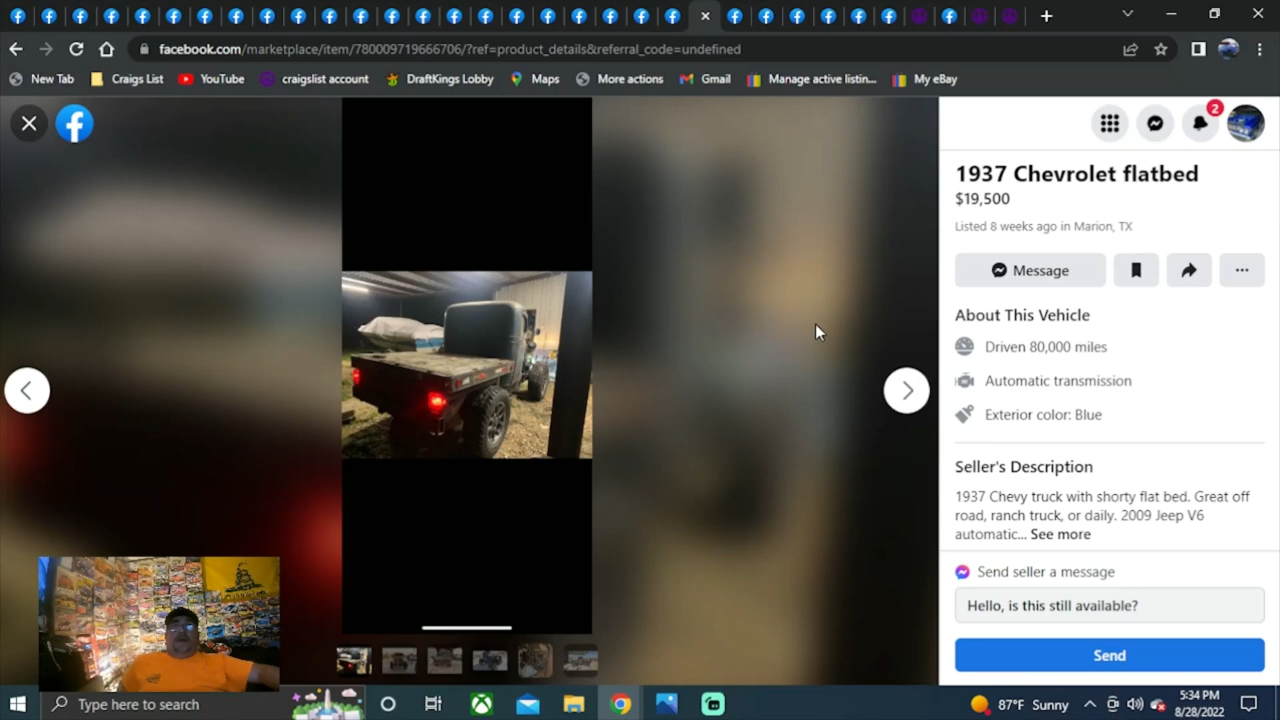 facebook.com/marketplace/item/780009719666706/?ref=product_details&referral_code=undefined
New Tab Craigs List YouTube craigslist account DraftKings Lobby Maps More actions Gmail Manage active listin... My eBay
2
1937 Chevrolet flatbed
$19,500
Listed 8 weeks ago in Marion, TX
Message
About This Vehicle
Driven 80,000 miles
Automatic transmission
Exterior color: Blue
Seller's Description
1937 Chevy truck with shorty flat bed. Great off
road, ranch truck, or daily. 2009 Jeep V6
automatic... See more
Send seller a message
Hello, is this still available?
Send
Type here to search
87°F Sunny
5:34 PM
8/28/2022